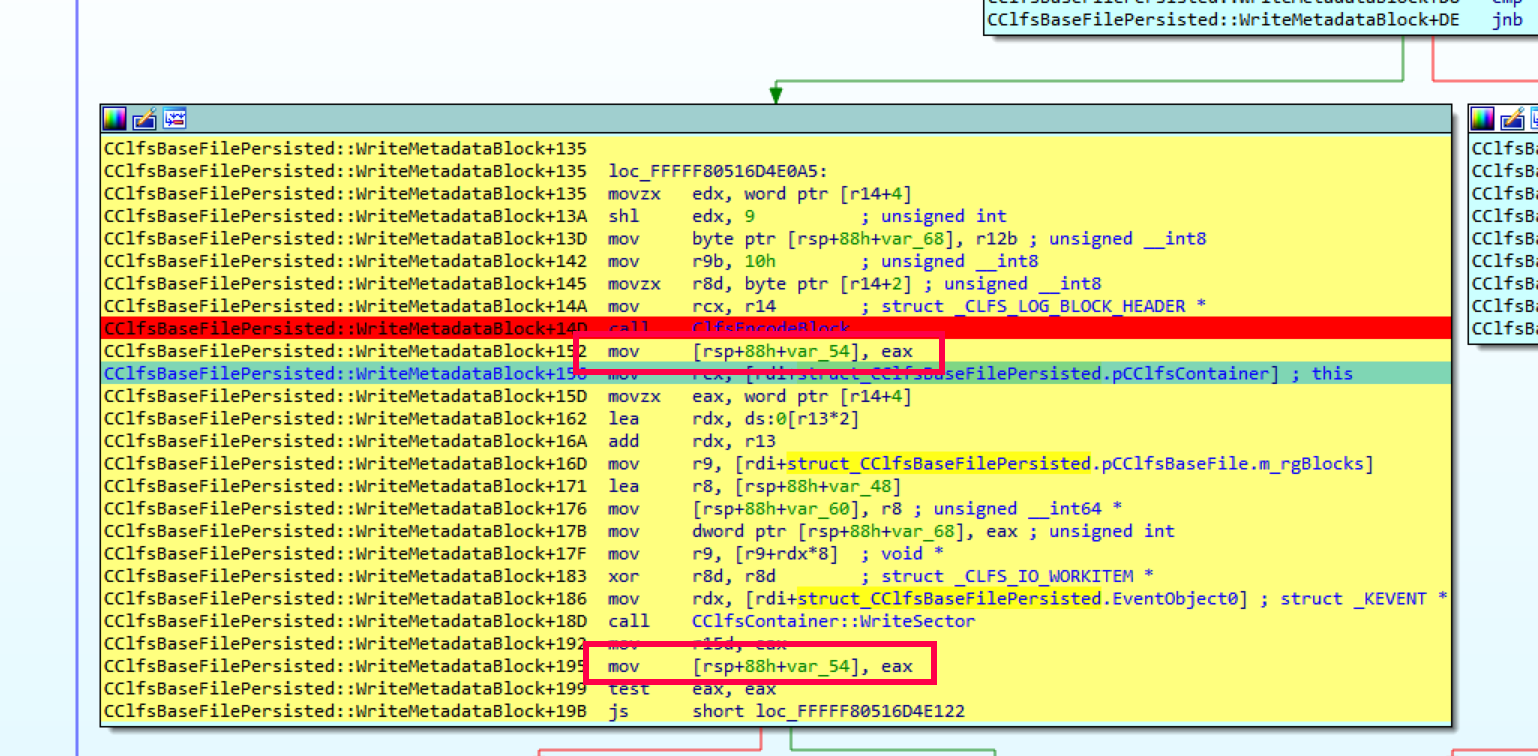 CClfsBaseFilePersisted::WriteMetadataBlock+DE jnb
CClfsBaseFilePersisted::WriteMetadataBlock+135
CClfsBaseFilePersisted::WriteMetadataBlock+135 loc_FFFFF80516D4E0A5:
CClfsBaseFilePersisted::WriteMetadataBlock+135 movzx edx, word ptr [r14+4]
CClfsBaseFilePersisted::WriteMetadataBlock+13A shl edx, 9 ; unsigned int
CClfsBaseFilePersisted::WriteMetadataBlock+13D mov byte ptr [rsp+88h+var_68], r12b ; unsigned __int8
CClfsBaseFilePersisted::WriteMetadataBlock+142 mov r9b, 10h ; unsigned __int8
CClfsBaseFilePersisted::WriteMetadataBlock+145 movzx r8d, byte ptr [r14+2] ; unsigned __int8
CClfsBaseFilePersisted::WriteMetadataBlock+14A mov rcx, r14 ; struct _CLFS_LOG_BLOCK_HEADER *
CClfsBaseFilePersisted::WriteMetadataBlock+14D call ClfsEncodeBlock
CClfsBaseFilePersisted::WriteMetadataBlock+152 mov [rsp+88h+var_54], eax
CClfsBaseFilePersisted::WriteMetadataBlock+156 mov rcx, [rdi+struct_CClfsBaseFilePersisted.pCClfsContainer] ; this
CClfsBaseFilePersisted::WriteMetadataBlock+15D movzx eax, word ptr [r14+4]
CClfsBaseFilePersisted::WriteMetadataBlock+162 lea rdx, ds:0[r13*2]
CClfsBaseFilePersisted::WriteMetadataBlock+16A add rdx, r13
CClfsBaseFilePersisted::WriteMetadataBlock+16D mov r9, [rdi+struct_CClfsBaseFilePersisted.pCClfsBaseFile.m_rgBlocks]
CClfsBaseFilePersisted::WriteMetadataBlock+171 lea r8, [rsp+88h+var_48]
CClfsBaseFilePersisted::WriteMetadataBlock+176 mov [rsp+88h+var_60], r8 ; unsigned __int64 *
CClfsBaseFilePersisted::WriteMetadataBlock+17B mov dword ptr [rsp+88h+var_68], eax ; unsigned int
CClfsBaseFilePersisted::WriteMetadataBlock+17F mov r9, [r9+rdx*8] ; void *
CClfsBaseFilePersisted::WriteMetadataBlock+183 xor r8d, r8d ; struct _CLFS_IO_WORKITEM *
CClfsBaseFilePersisted::WriteMetadataBlock+186 mov rdx, [rdi+struct_CClfsBaseFilePersisted.EventObject0] ; struct _KEVENT *
CClfsBaseFilePersisted::WriteMetadataBlock+18D call CClfsContainer::WriteSector
CClfsBaseFilePersisted::WriteMetadataBlock+192 mov r15d, eax
CClfsBaseFilePersisted::WriteMetadataBlock+195 mov [rsp+88h+var_54], eax
CClfsBaseFilePersisted::WriteMetadataBlock+199 test eax, eax
CClfsBaseFilePersisted::WriteMetadataBlock+19B js short loc_FFFFF80516D4E122